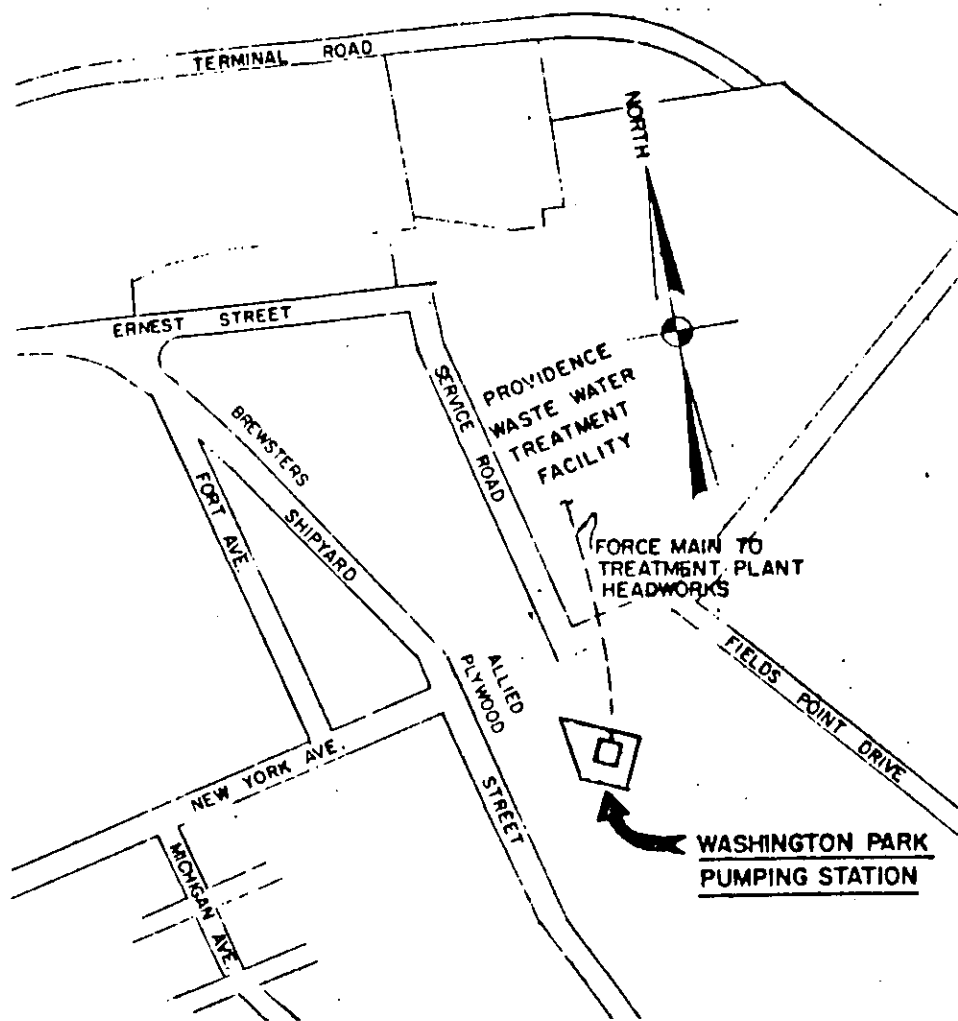 TERMINAL ROAD
NORTH
ERNEST STREET
PROVIDENCE
WASTE WATER
TREATMENT
FACILITY
SERVICE ROAD
BREWSTERS
SHIPYARD
FORT AVE.
FORCE MAIN TO
TREATMENT PLANT
HEADWORKS
ALLIED
PLYWOOD
FIELDS POINT DRIVE
NEW YORK AVE.
STREET
MICHIGAN AVE.
WASHINGTON PARK
PUMPING STATION